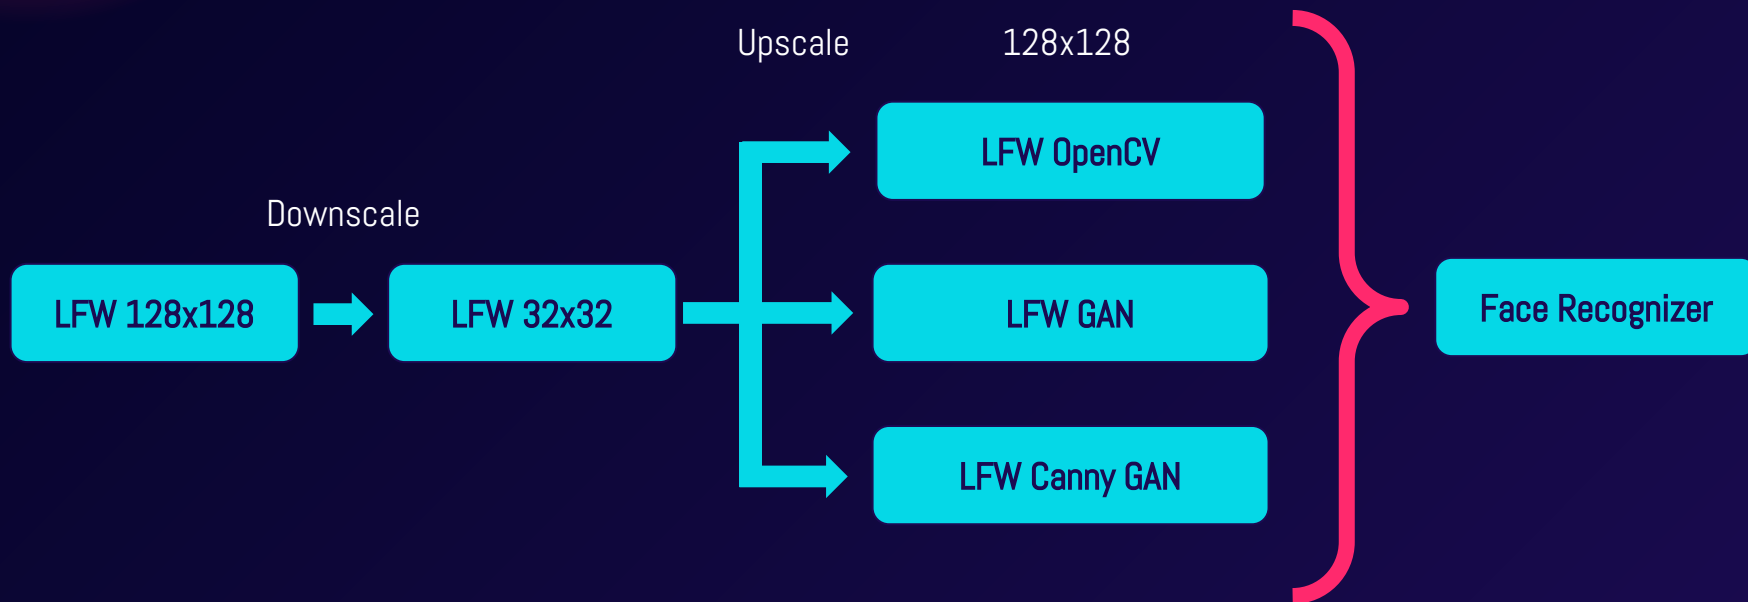 Upscale 128x128
LFW OpenCV
Downscale
LFW 128x128
LFW 32x32
LFW GAN
Face Recognizer
LFW Canny GAN